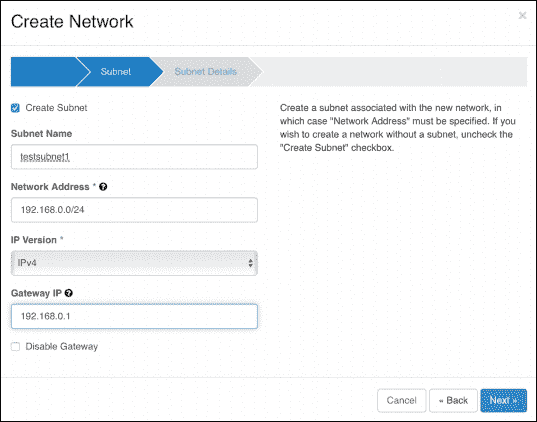 Create Network
×
Subnet
Subnet Details
Create Subnet
Subnet Name
testsubnet1
Network Address * ?
192.168.0.0/24
IP Version *
IPv4
Gateway IP ?
192.168.0.1
Disable Gateway
Create a subnet associated with the new network, in
which case "Network Address" must be specified. If you
wish to create a network without a subnet, uncheck the
"Create Subnet" checkbox.
Cancel
« Back
Next »